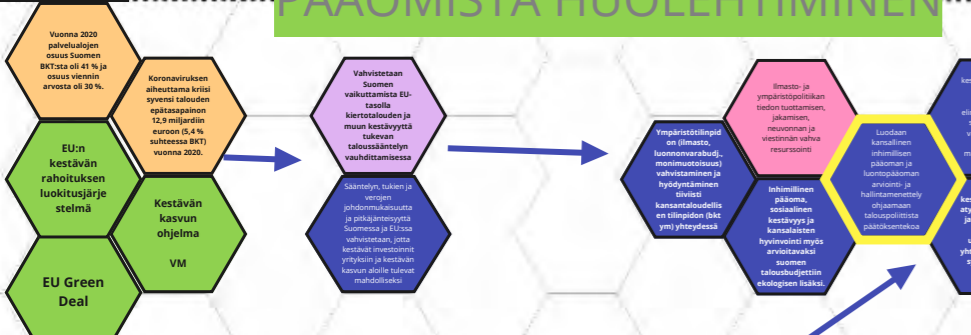 PÄÄOMISTA HUOLEHTIMINEN
Vuonna 2020
palvelualojen
osuus Suomen
BKT:sta oli 41 % ja
osuus viennin
arvosta oli 30 %.
Koronaviruksen
aiheuttama kriisi
syvensi talouden
epätasapainon
12,9 miljardiin
euroon (5,4 %
suhteessa BKT)
vuonna 2020.
EU:n
kestävän
rahoituksen
luokitusjärje
stelmä
Kestävän
kasvun
ohjelma
VM
EU Green
Deal
Vahvistetaan
Suomen
vaikuttamista EU-
tasolla
kiertotalouden ja
muun kestävyyttä
tukevan
taloussääntelyn
vauhdittamisessa
Sääntelyn, tukien ja
verojen
johdonmukaisuutta
ja pitkäjänteisyyttä
Suomessa ja EU:ssa
vahvistetaan, jotta
kestävät investoinnit
yrityksiin ja kestävän
kasvun aloille tulevat
mahdolliseksi
Ympäristötilinpid
on (ilmasto,
luonnonvarabudj.,
monimuotoisuus)
vahvistaminen ja
hyödyntäminen
tiiviisti
kansantaloudellis
en tilinpidon (bkt
ym) yhteydessä
Ilmasto- ja
ympäristöpolitiikan
tiedon tuottamisen,
jakamisen,
neuvonnan ja
viestinnän vahva
resurssointi
Inhimillinen
pääoma,
sosiaalinen
kestävyys ja
kansalaisten
hyvinvointi myös
arvioitavaksi
suomen
talousbudjettiin
ekologisen lisäksi.
Luodaan
kansallinen
inhimillisen
pääoman ja
luontopääoman
arviointi- ja
hallintamenettely
ohjaamaan
talouspoliittista
päätöksentekoa